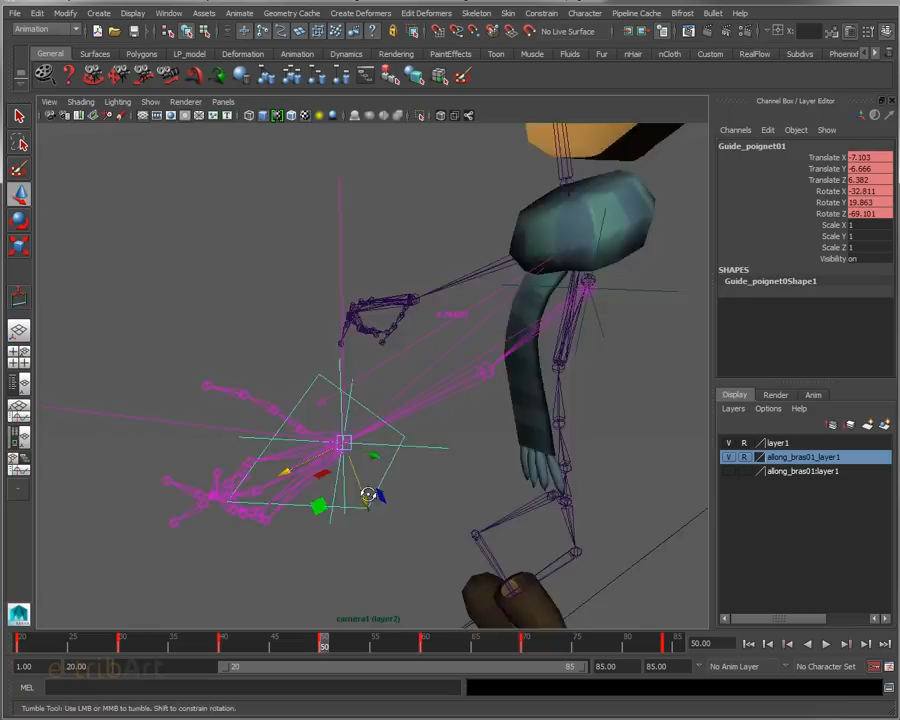 File Edit Modify Create Display Window Assets Animate Geometry Cache Create Deformers Edit Deformers Skeleton Skin Constrain Character Pipeline Cache Bifrost Muscle Bullet Help
Animation No Live Surface X: Y: Z:
General Surfaces Polygons LP_model Deformation Animation Dynamics Rendering PaintEffects Toon Muscle Fluids Fur nHair nCloth Custom RealFlow Subdivs Phoenix
View Shading Lighting Show Renderer Panels
Channel Box / Layer Editor
Channels Edit Object Show
Guide_poignet01
Translate X -7.103
Translate Y -6.666
Translate Z 6.382
Rotate X -32.811
Rotate Y 19.863
Rotate Z -69.101
Scale X 1
Scale Y 1
Scale Z 1
Visibility on
SHAPES
Guide_poignet0Shape1
Display Render Anim
Layers Options Help
V R layer1
V R allong_bras01_layer1
allong_bras01:layer1
camera1 (layer2)
20 25 30 35 40 45 50 55 60 65 70 75 80 85
50
50.00
1.00 20.00 20 85 85.00 85.00 No Anim Layer No Character Set
e-tribArt
MEL
Tumble Tool: Use LMB or MMB to tumble. Shift to constrain rotation.